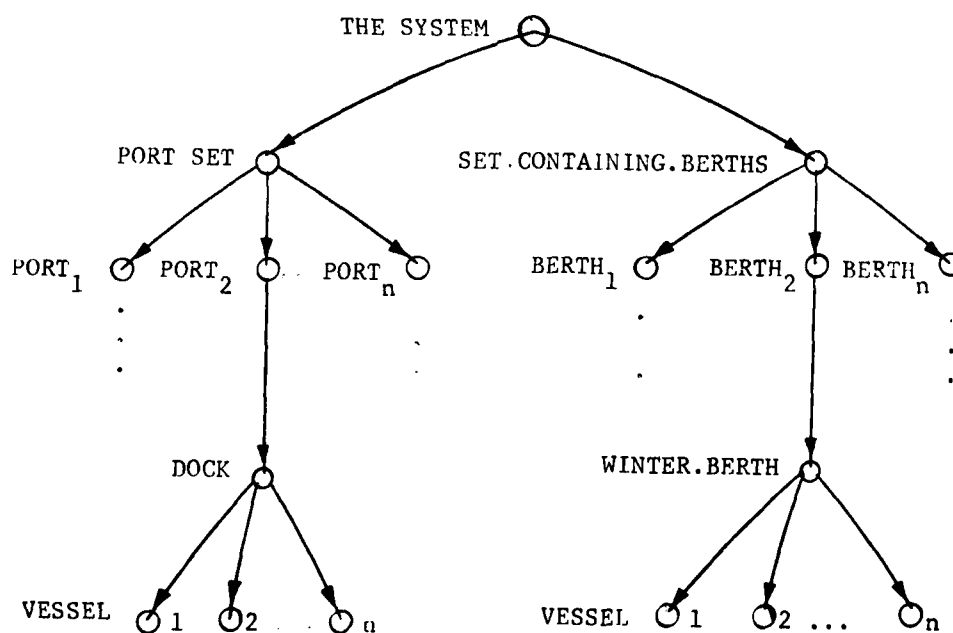 THE SYSTEM
PORT SET SET.CONTAINING.BERTHS
PORT1 PORT2 PORTn BERTH1 BERTH2 BERTHn
DOCK WINTER.BERTH
VESSEL 1 2 ... n VESSEL 1 2 ... n